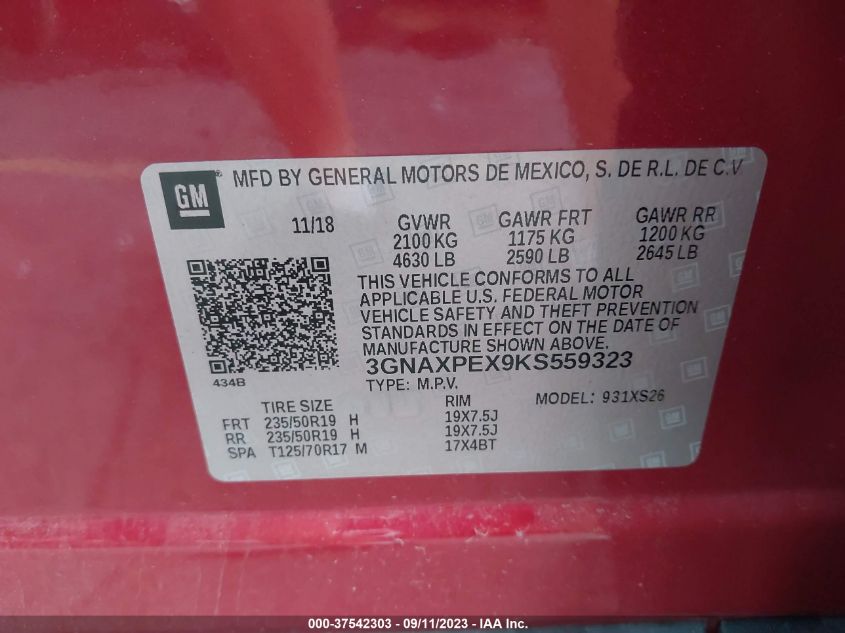 GM
MFD BY GENERAL MOTORS DE MEXICO, S. DE R.L. DE C.V
11/18 GVWR GAWR FRT GAWR RR
2100 KG 1175 KG 1200 KG
4630 LB 2590 LB 2645 LB
THIS VEHICLE CONFORMS TO ALL
APPLICABLE U.S. FEDERAL MOTOR
VEHICLE SAFETY AND THEFT PREVENTION
STANDARDS IN EFFECT ON THE DATE OF
MANUFACTURE SHOWN ABOVE.
434B
3GNAXPEX9KS559323
TYPE: M.P.V. MODEL: 931XS26
TIRE SIZE RIM
FRT 235/50R19 H 19X7.5J
RR 235/50R19 H 19X7.5J
SPA T125/70R17 M 17X4BT
000-37542303 - 09/11/2023 - IAA Inc.